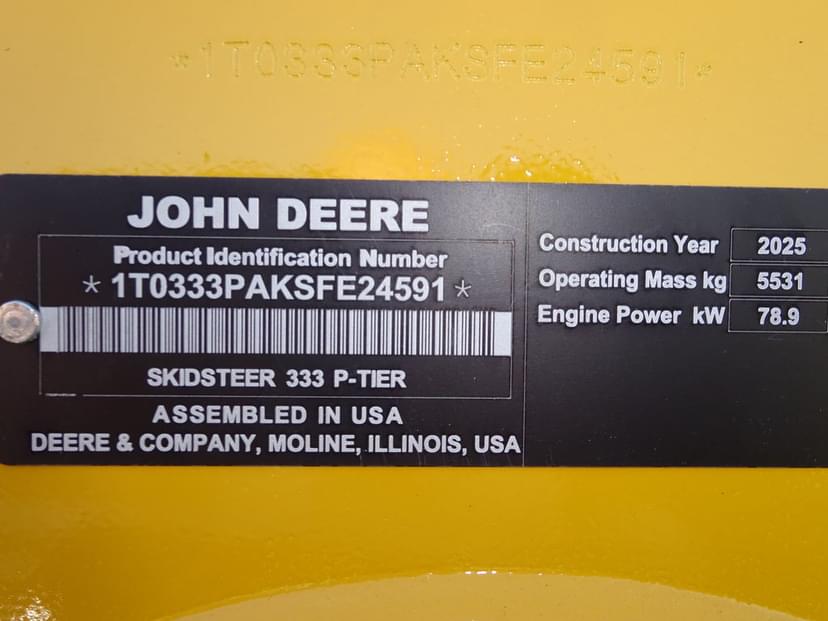 *1T0333PAKSFE24591*
JOHN DEERE
Product Identification Number
*1T0333PAKSFE24591*
SKIDSTEER 333 P-TIER
ASSEMBLED IN USA
DEERE & COMPANY, MOLINE, ILLINOIS, USA
Construction Year 2025
Operating Mass kg 5531
Engine Power kW 78.9